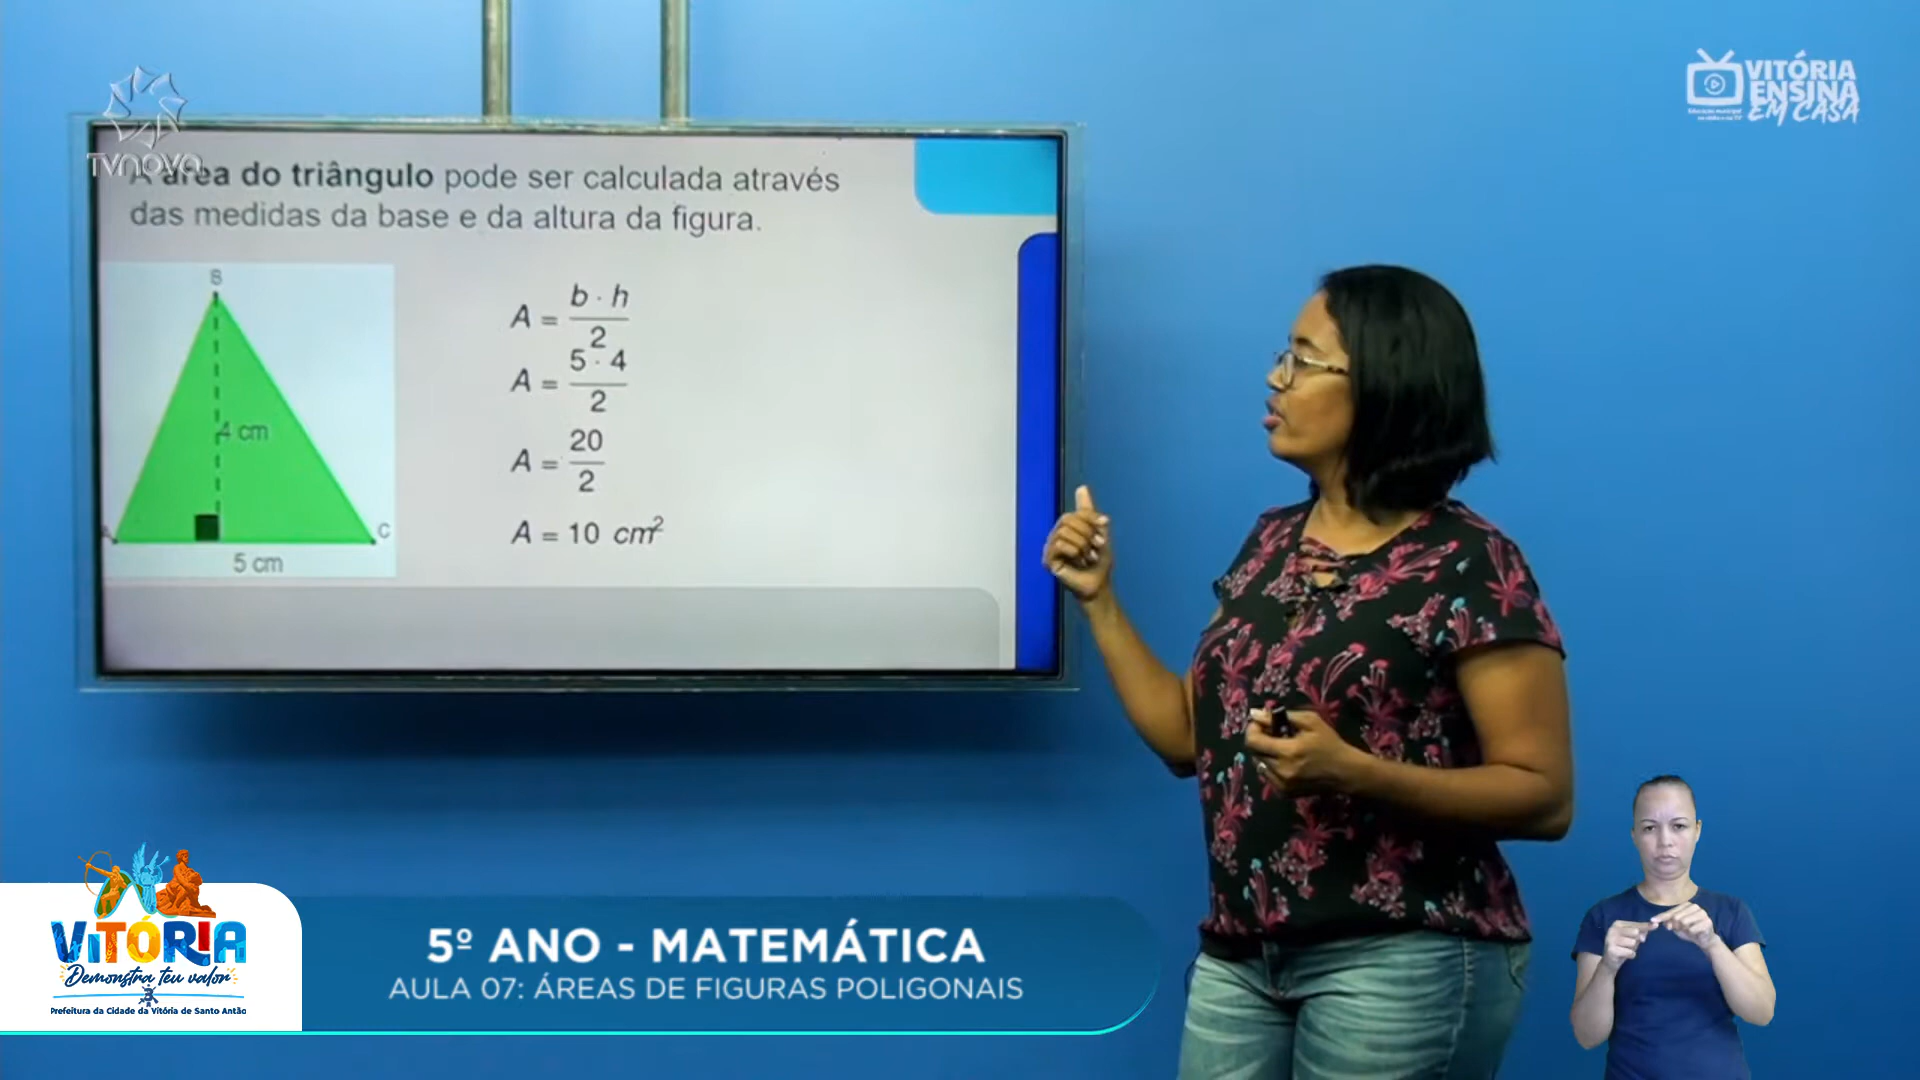 TVNOVA
VITÓRIA
ENSINA
EM CASA
A área do triângulo pode ser calculada através
das medidas da base e da altura da figura.
B
A = b · h / 2
A = 5 · 4 / 2
4 cm
A = 20 / 2
A = 10 cm²
A
C
5 cm
VITÓRIA
Demonstra teu valor
Prefeitura da Cidade da Vitória de Santo Antão
5º ANO - MATEMÁTICA
AULA 07: ÁREAS DE FIGURAS POLIGONAIS